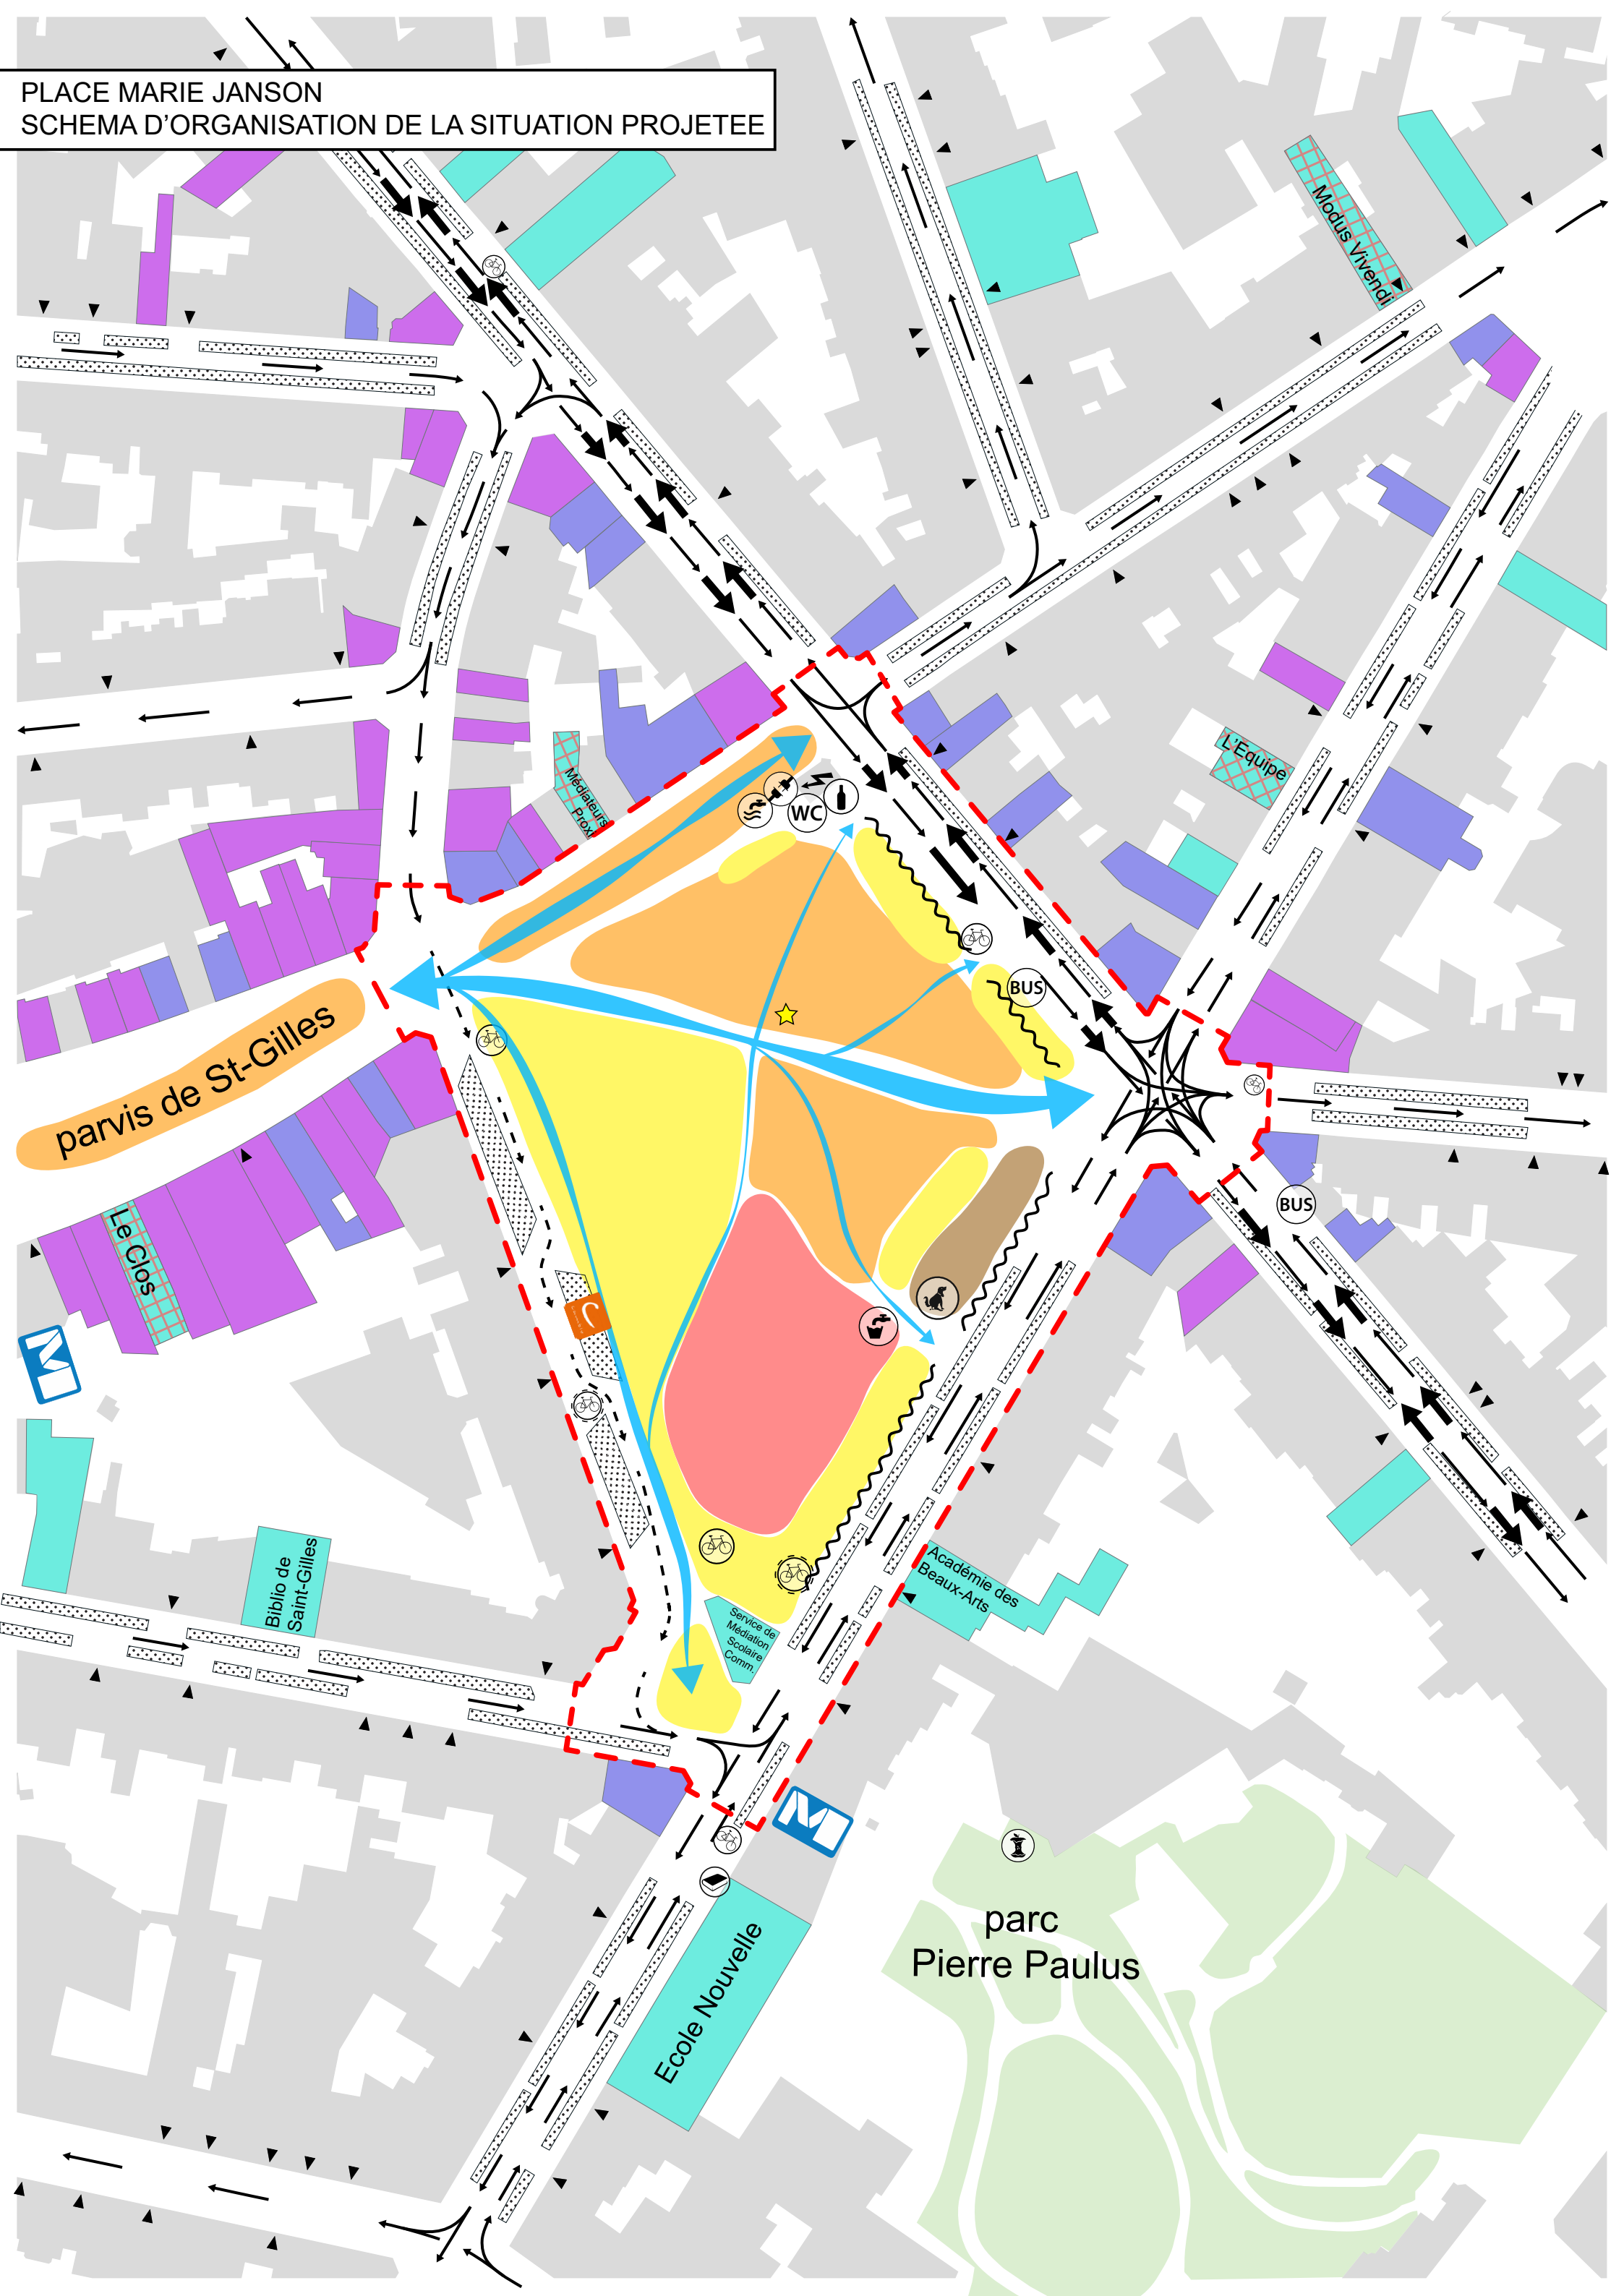 PLACE MARIE JANSON
SCHEMA D'ORGANISATION DE LA SITUATION PROJETEE
Modus Vivendi
L'Equipe
Médiateurs
Proxi
WC
BUS
parvis de St-Gilles
BUS
Le Clos
M
Biblio de
Saint-Gilles
Académie des
Beaux-Arts
Service de
Médiation
Scolaire
Comm.
M
parc
Pierre Paulus
Ecole Nouvelle